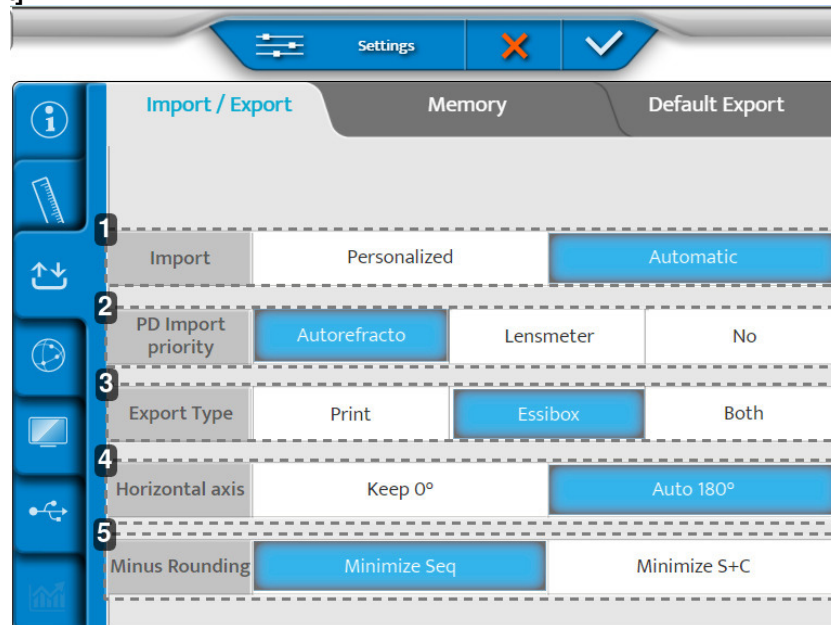 Settings
Import / Export Memory Default Export
1
Import Personalized Automatic
2
PD Import
priority
Autorefracto Lensmeter No
3
Export Type Print Essibox Both
4
Horizontal axis Keep 0° Auto 180°
5
Minus Rounding Minimize Seq Minimize S+C